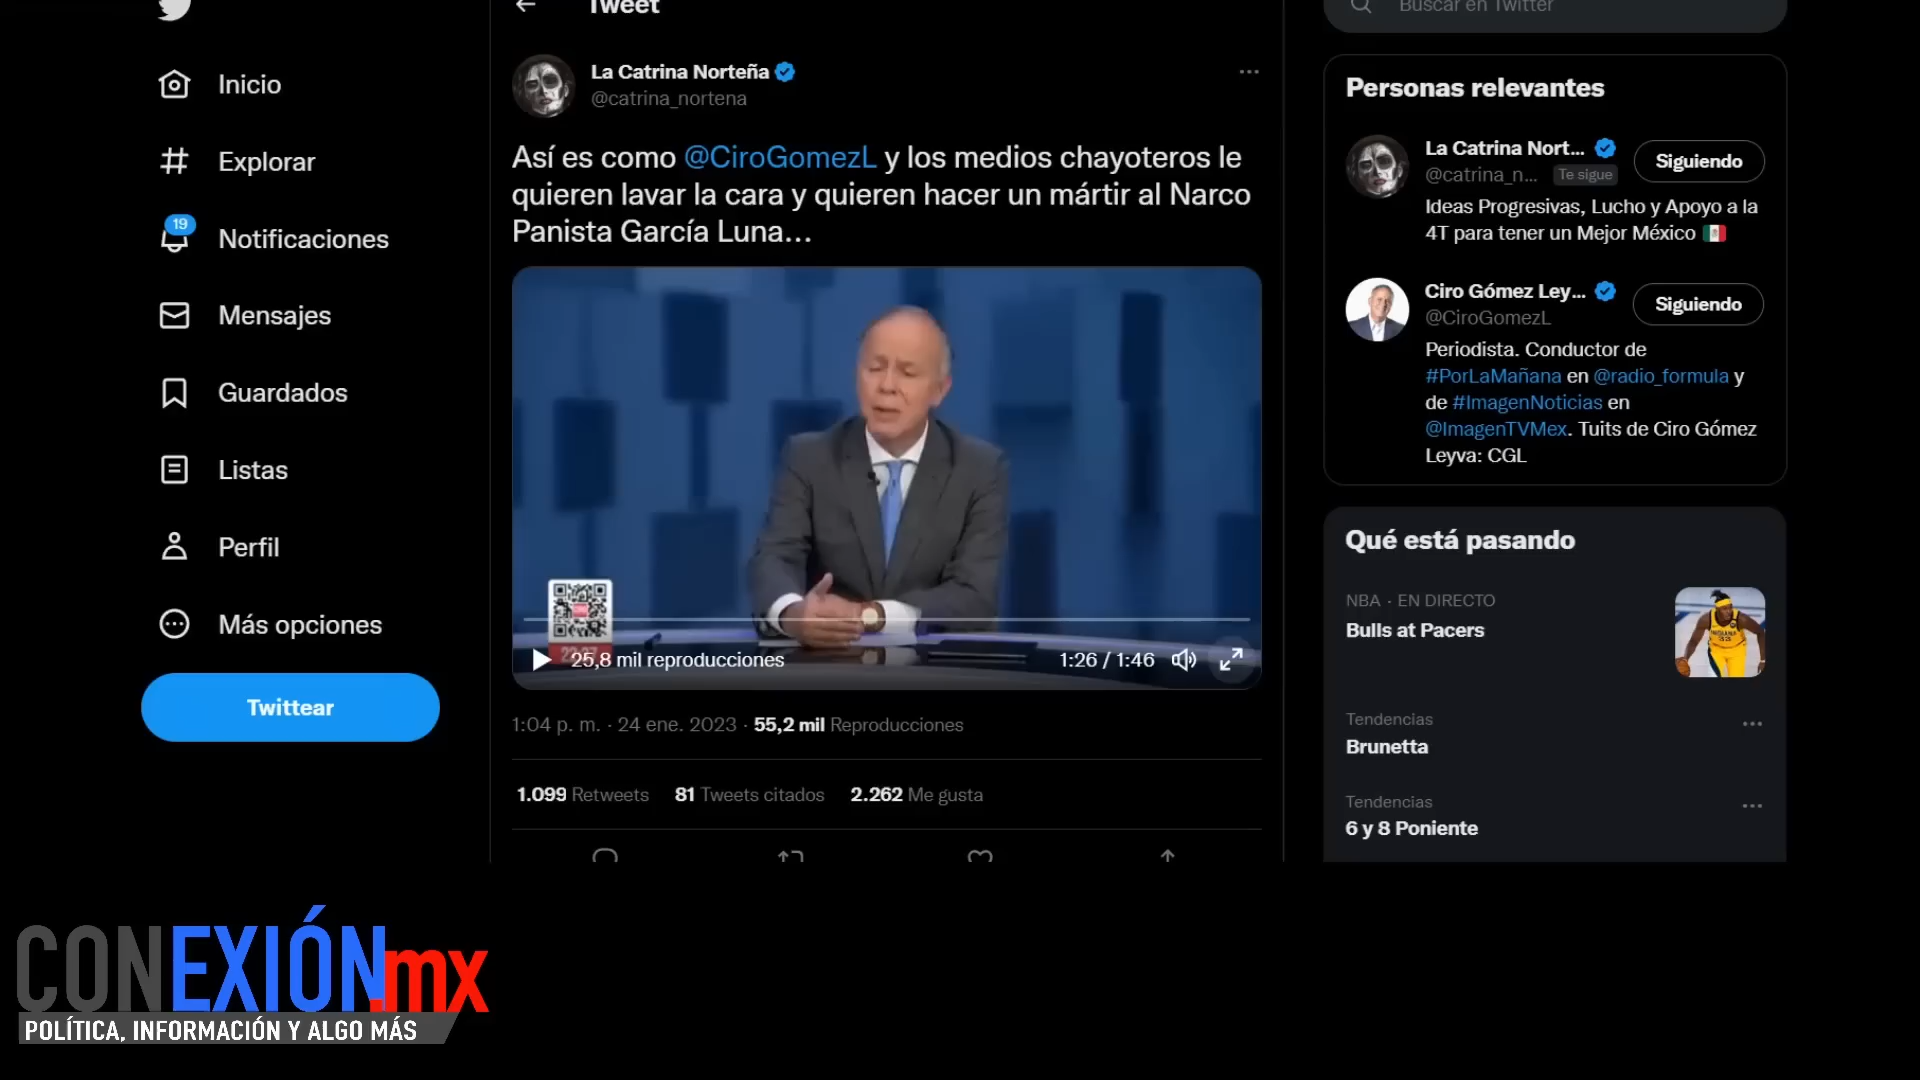 Tweet
Buscar en Twitter
Inicio
Explorar
19
Notificaciones
Mensajes
Guardados
Listas
Perfil
Más opciones
Twittear
La Catrina Norteña
@catrina_nortena
Así es como @CiroGomezL y los medios chayoteros le
quieren lavar la cara y quieren hacer un mártir al Narco
Panista García Luna...
25,8 mil reproducciones
1:26 / 1:46
1:04 p. m. · 24 ene. 2023 · 55,2 mil Reproducciones
1.099 Retweets 81 Tweets citados 2.262 Me gusta
Personas relevantes
La Catrina Nort...
@catrina_n... Te sigue
Siguiendo
Ideas Progresivas, Lucho y Apoyo a la
4T para tener un Mejor México
Ciro Gómez Ley...
@CiroGomezL
Siguiendo
Periodista. Conductor de
#PorLaMañana en @radio_formula y
de #ImagenNoticias en
@ImagenTVMex. Tuits de Ciro Gómez
Leyva: CGL
Qué está pasando
NBA · EN DIRECTO
Bulls at Pacers
INDIANA
33
Tendencias
Brunetta
Tendencias
6 y 8 Poniente
CONEXIÓN.mx
POLÍTICA, INFORMACIÓN Y ALGO MÁS